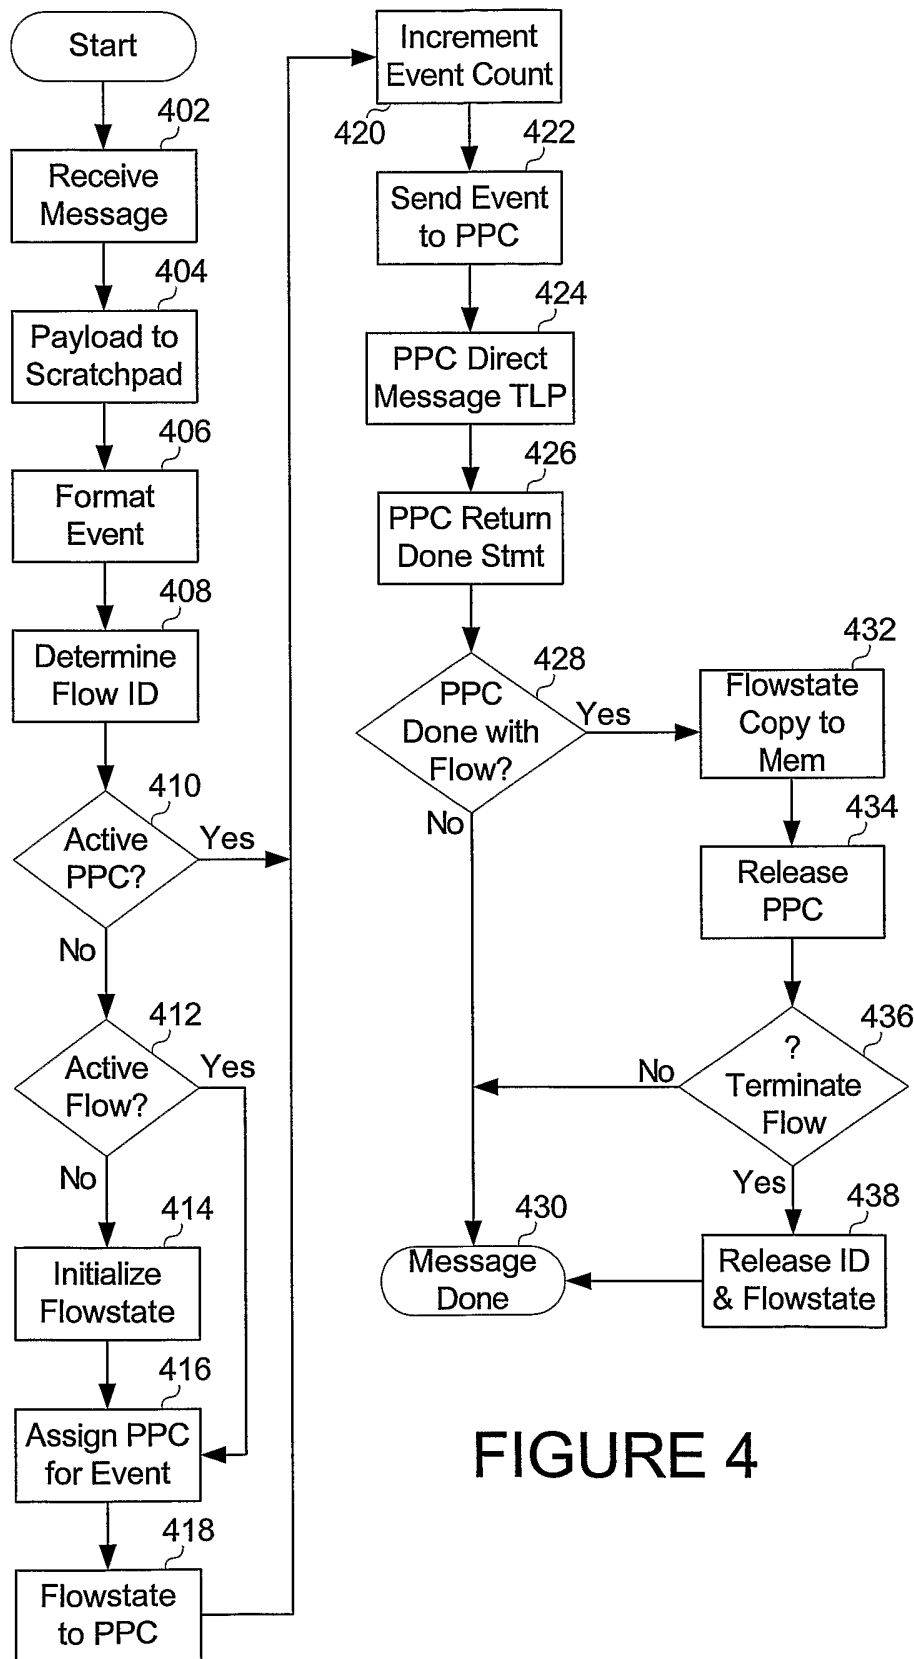 Start
402
Receive
Message
404
Payload to
Scratchpad
406
Format
Event
408
Determine
Flow ID
410
Active
PPC?
Yes
No
412
Active
Flow?
Yes
No
414
Initialize
Flowstate
416
Assign PPC
for Event
418
Flowstate
to PPC
Increment
Event Count
420
422
Send Event
to PPC
424
PPC Direct
Message TLP
426
PPC Return
Done Stmt
428
PPC
Done with
Flow?
Yes
No
432
Flowstate
Copy to
Mem
434
Release
PPC
436
?
Terminate
Flow
No
Yes
438
Release ID
& Flowstate
430
Message
Done
FIGURE 4